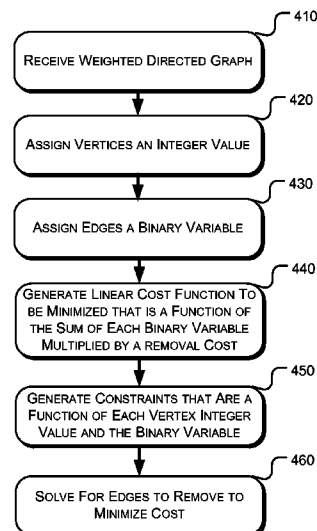 410
RECEIVE WEIGHTED DIRECTED GRAPH
420
ASSIGN VERTICES AN INTEGER VALUE
430
ASSIGN EDGES A BINARY VARIABLE
440
GENERATE LINEAR COST FUNCTION TO
BE MINIMIZED THAT IS A FUNCTION OF
THE SUM OF EACH BINARY VARIABLE
MULTIPLIED BY A REMOVAL COST
450
GENERATE CONSTRAINTS THAT ARE A
FUNCTION OF EACH VERTEX INTEGER
VALUE AND THE BINARY VARIABLE
460
SOLVE FOR EDGES TO REMOVE TO
MINIMIZE COST